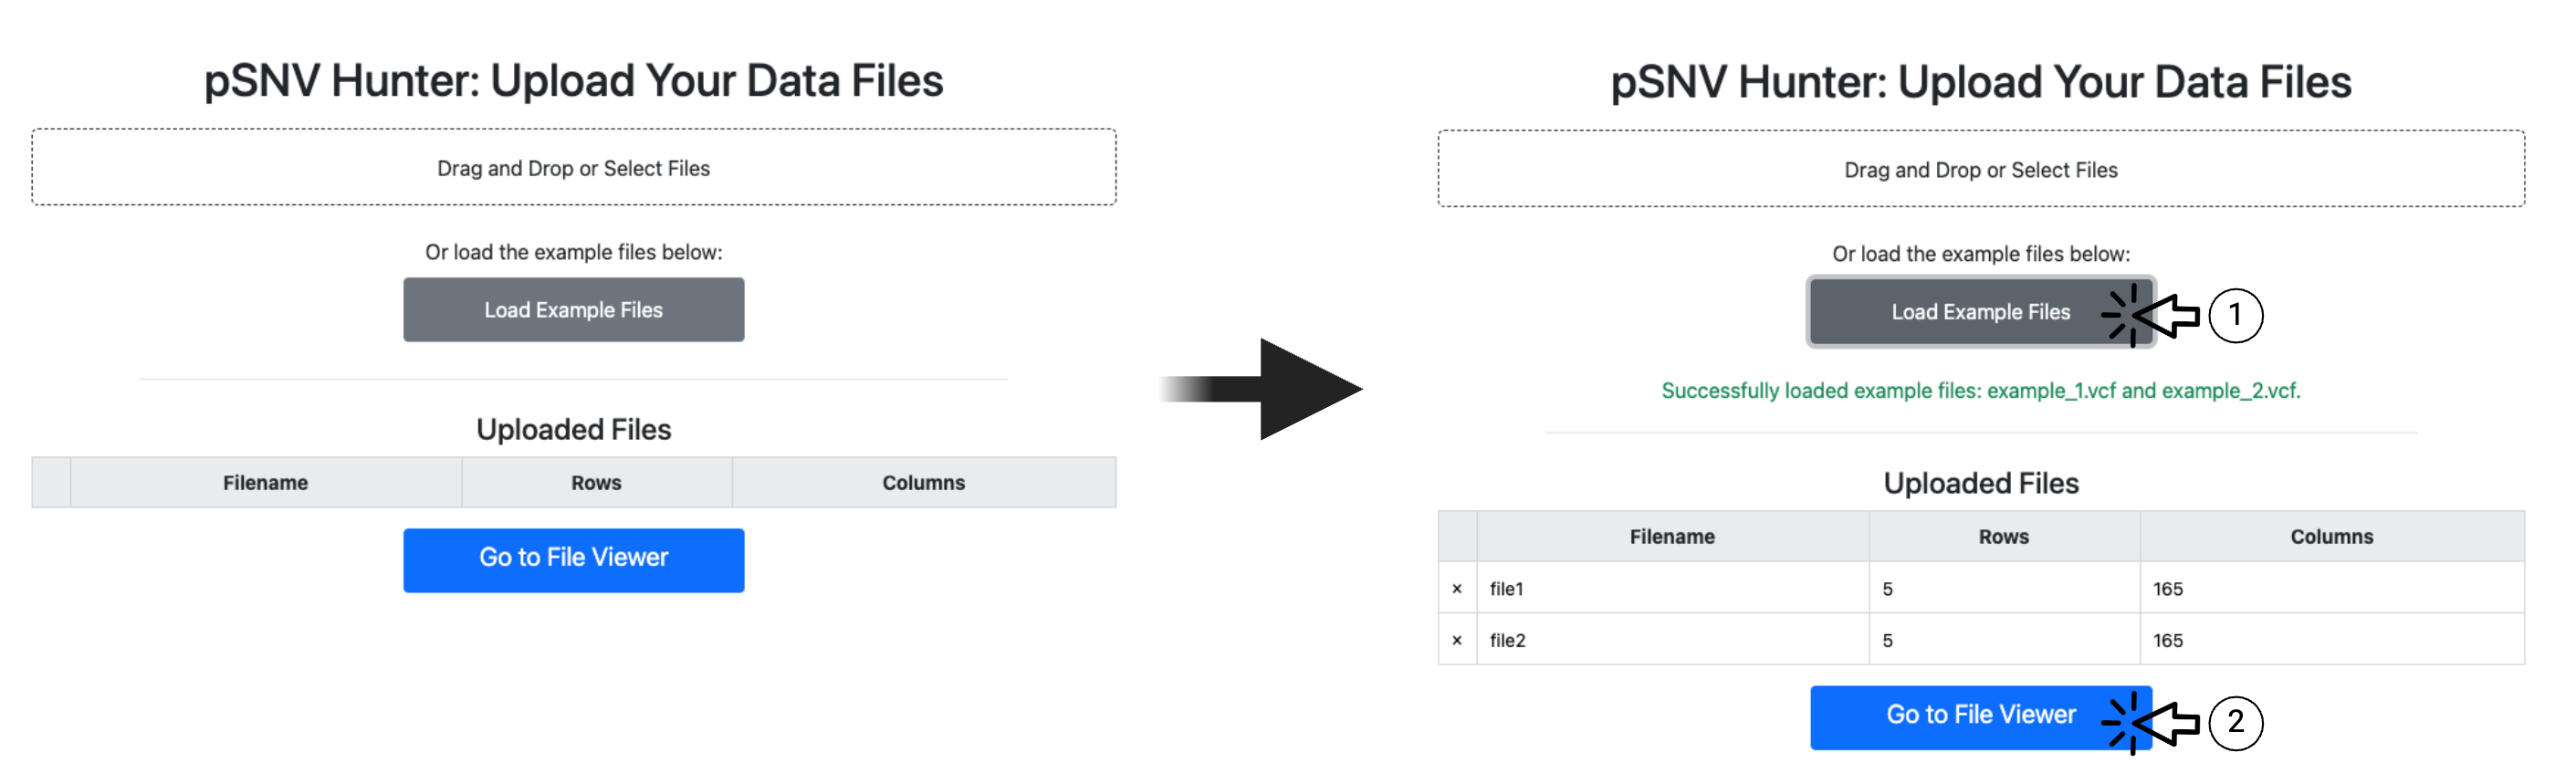 pSNV Hunter: Upload Your Data Files
Drag and Drop or Select Files
Or load the example files below:
Load Example Files
Uploaded Files
Filename Rows Columns
Go to File Viewer
pSNV Hunter: Upload Your Data Files
Drag and Drop or Select Files
Or load the example files below:
Load Example Files 1
Successfully loaded example files: example_1.vcf and example_2.vcf.
Uploaded Files
Filename Rows Columns
× file1 5 165
× file2 5 165
Go to File Viewer 2